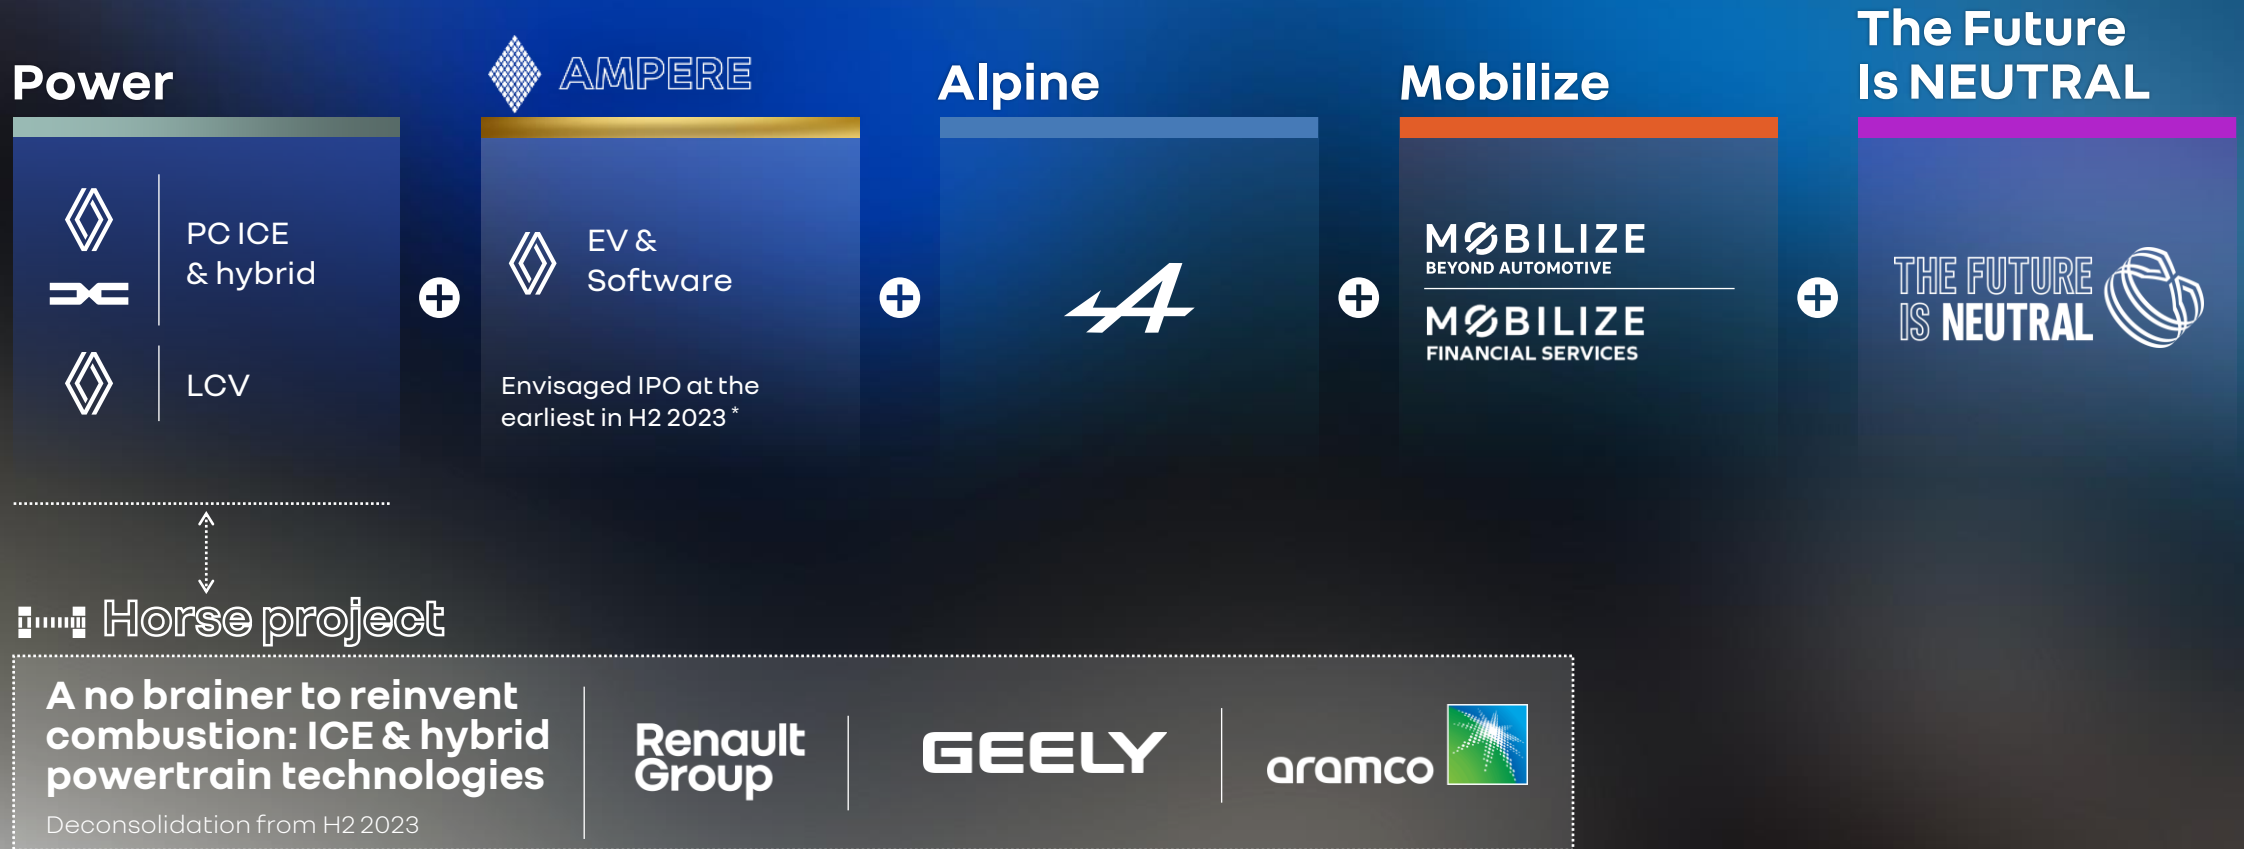 Power
PC ICE
& hybrid
LCV
AMPERE
EV &
Software
Envisaged IPO at the
earliest in H2 2023 *
Alpine
A
Mobilize
MOBILIZE
BEYOND AUTOMOTIVE
MOBILIZE
FINANCIAL SERVICES
The Future
Is NEUTRAL
THE FUTURE
IS NEUTRAL
Horse project
A no brainer to reinvent
combustion: ICE & hybrid
powertrain technologies
Deconsolidation from H2 2023
Renault
Group
GEELY
aramco